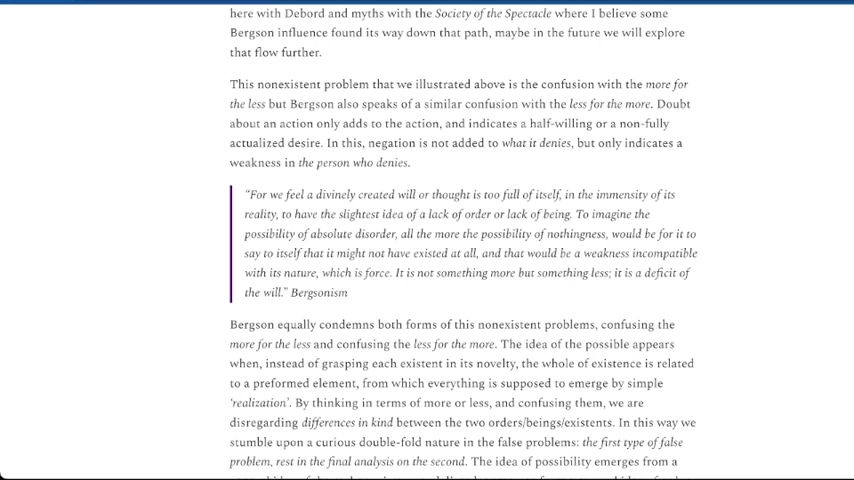 here with Debord and myths with the Society of the Spectacle where I believe some
Bergson influence found its way down that path, maybe in the future we will explore
that flow further.
This nonexistent problem that we illustrated above is the confusion with the more for
the less but Bergson also speaks of a similar confusion with the less for the more. Doubt
about an action only adds to the action, and indicates a half-willing or a non-fully
actualized desire. In this, negation is not added to what it denies, but only indicates a
weakness in the person who denies.
“For we feel a divinely created will or thought is too full of itself, in the immensity of its
reality, to have the slightest idea of a lack of order or lack of being. To imagine the
possibility of absolute disorder, all the more the possibility of nothingness, would be for it to
say to itself that it might not have existed at all, and that would be a weakness incompatible
with its nature, which is force. It is not something more but something less; it is a deficit of
the will.” Bergsonism
Bergson equally condemns both forms of this nonexistent problems, confusing the
more for the less and confusing the less for the more. The idea of the possible appears
when, instead of grasping each existent in its novelty, the whole of existence is related
to a preformed element, from which everything is supposed to emerge by simple
‘realization’. By thinking in terms of more or less, and confusing them, we are
disregarding differences in kind between the two orders/beings/existents. In this way we
stumble upon a curious double-fold nature in the false problems: the first type of false
problem, rest in the final analysis on the second. The idea of possibility emerges from a